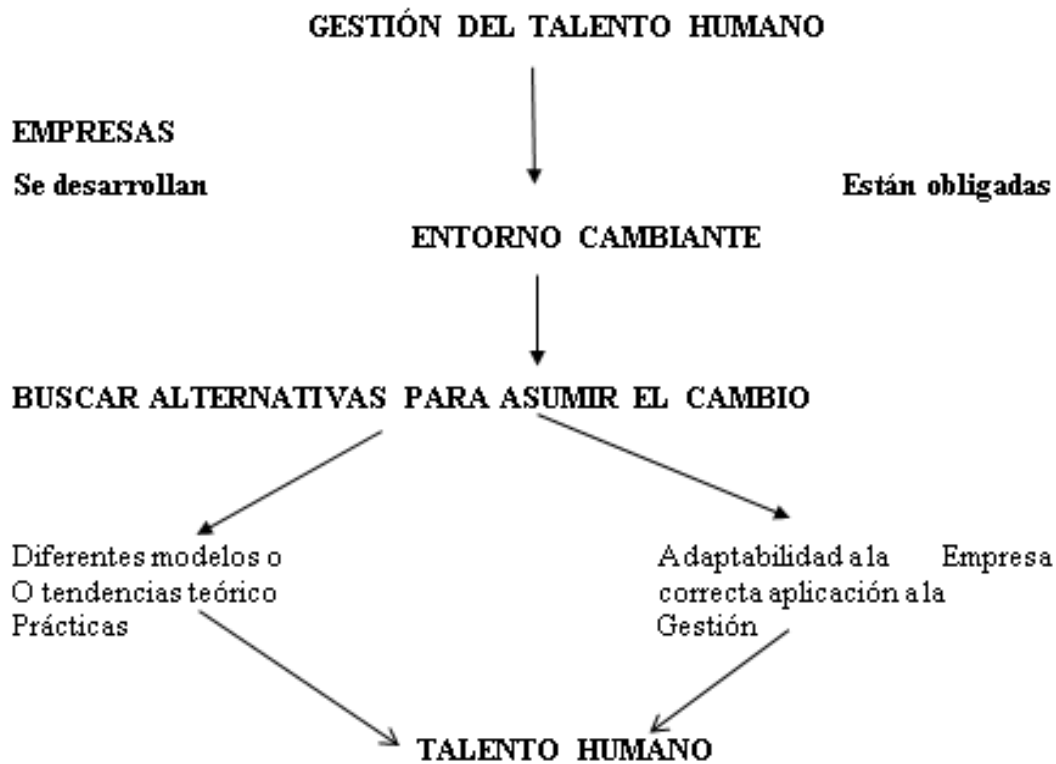 GESTIÓN DEL TALENTO HUMANO
EMPRESAS
Se desarrollan Están obligadas
ENTORNO CAMBIANTE
BUSCAR ALTERNATIVAS PARA ASUMIR EL CAMBIO
Diferentes modelos o
O tendencias teórico
Prácticas
Adaptabilidad a la Empresa
correcta aplicación a la
Gestión
TALENTO HUMANO